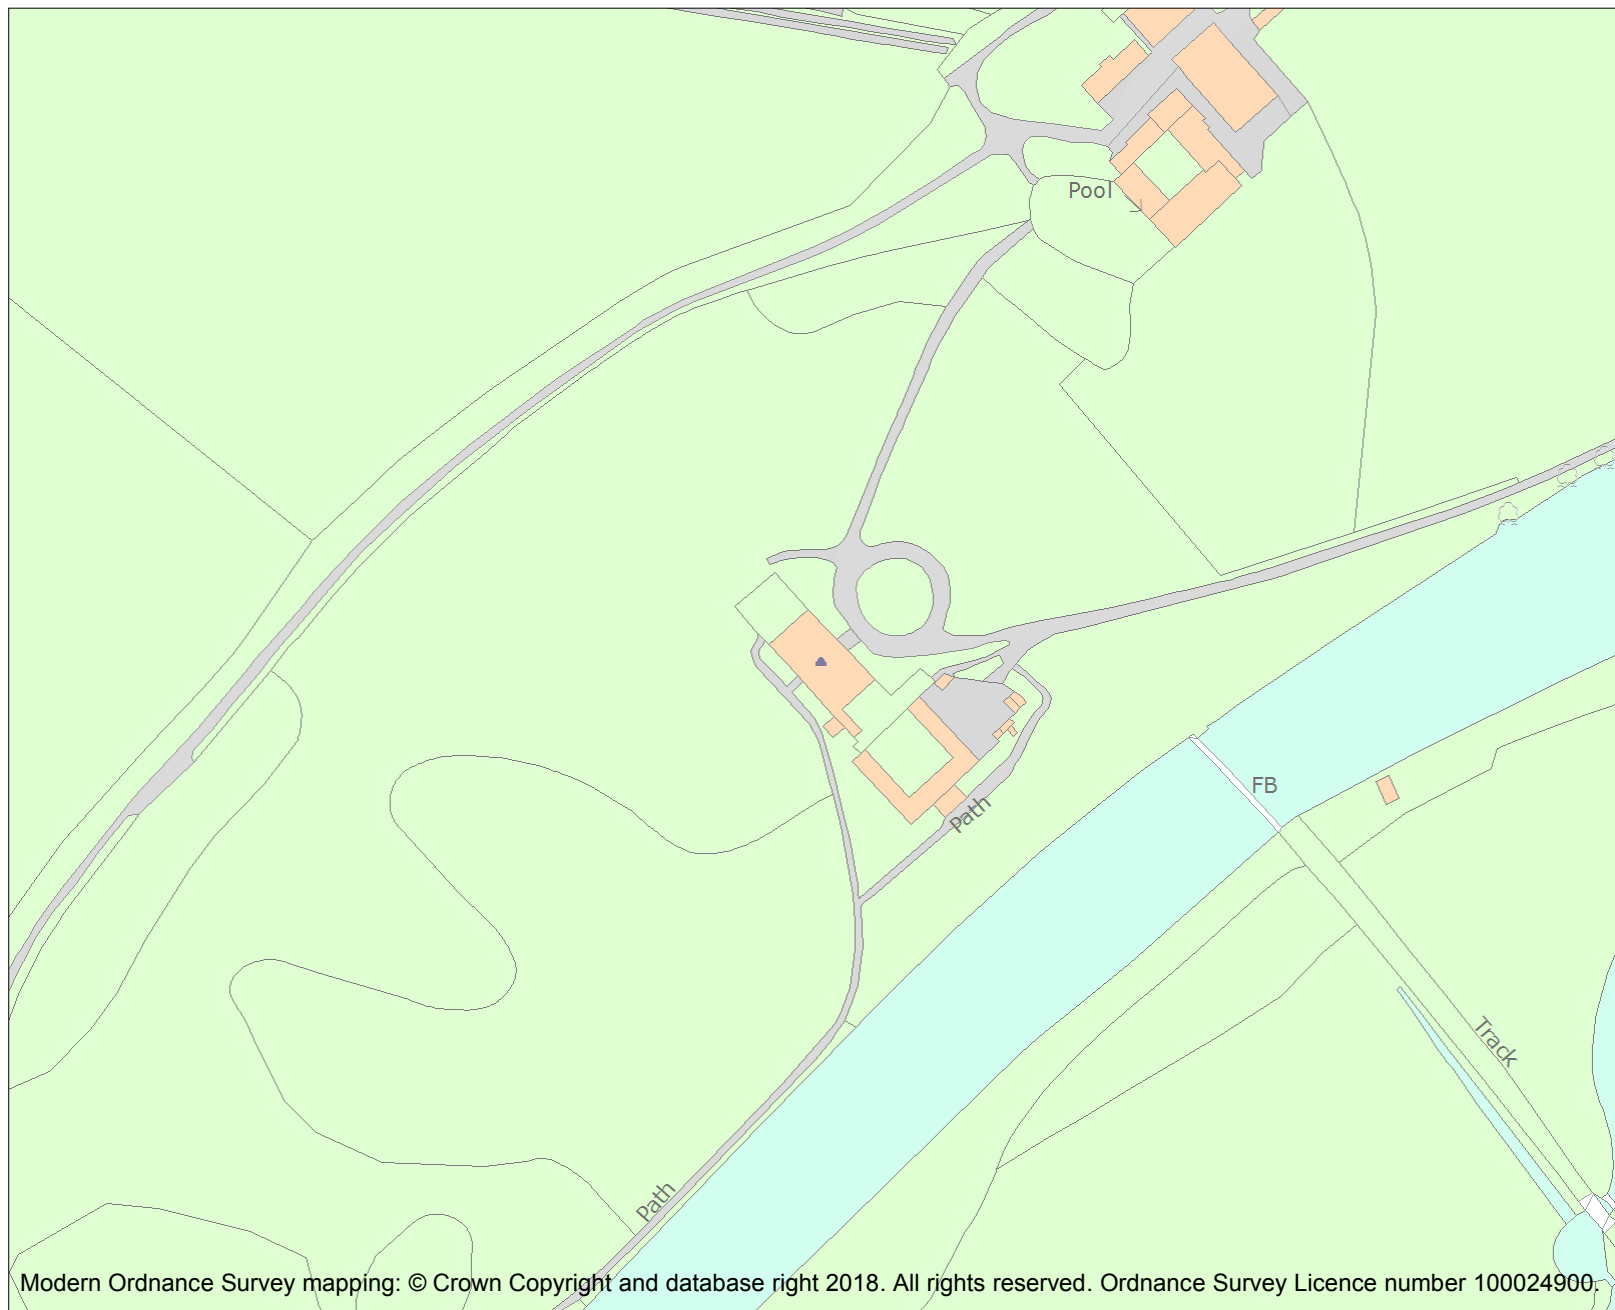 Pool
FB
Path
Track
Path
Modern Ordnance Survey mapping: © Crown Copyright and database right 2018. All rights reserved. Ordnance Survey Licence number 100024900.